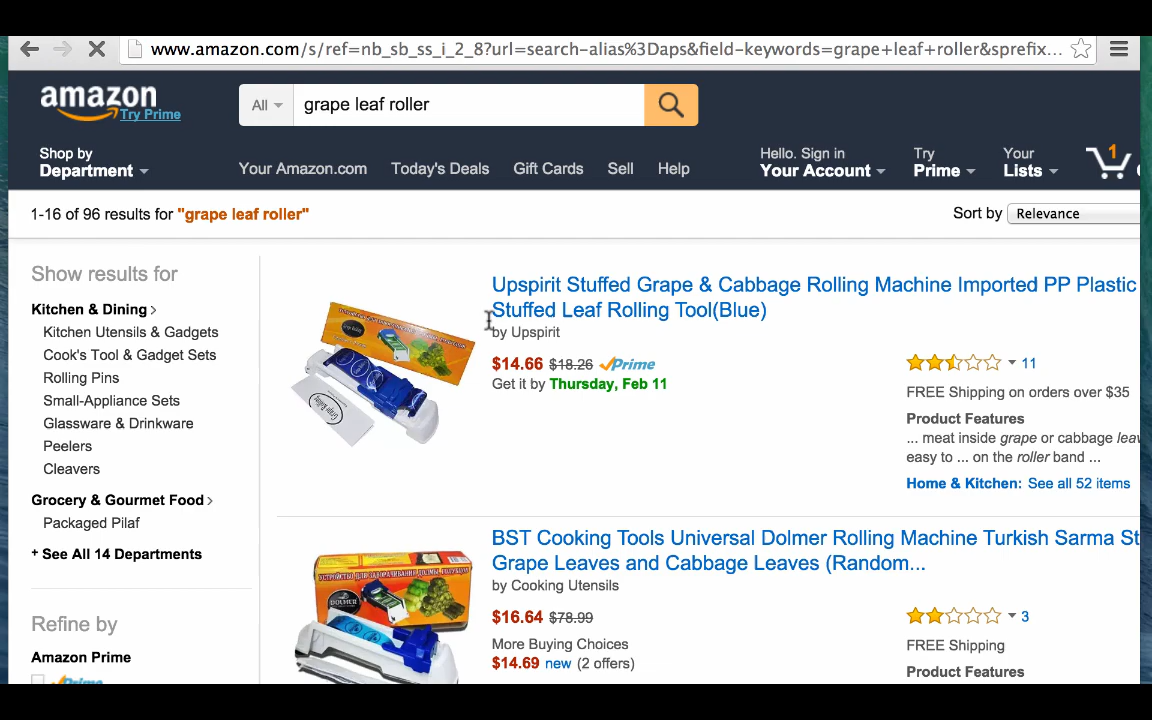 www.amazon.com/s/ref=nb_sb_ss_i_2_8?url=search-alias%3Daps&field-keywords=grape+leaf+roller&sprefix...
amazon
Try Prime
All
grape leaf roller
Shop by
Department
Your Amazon.com
Today's Deals
Gift Cards
Sell
Help
Hello. Sign in
Your Account
Try
Prime
Your
Lists
1
1-16 of 96 results for "grape leaf roller"
Sort by
Relevance
Show results for
Kitchen & Dining >
Kitchen Utensils & Gadgets
Cook's Tool & Gadget Sets
Rolling Pins
Small-Appliance Sets
Glassware & Drinkware
Peelers
Cleavers
Grocery & Gourmet Food >
Packaged Pilaf
+ See All 14 Departments
Refine by
Amazon Prime
Prime
Upspirit Stuffed Grape & Cabbage Rolling Machine Imported PP Plastic
Stuffed Leaf Rolling Tool(Blue)
by Upspirit
$14.66 $18.26 Prime
Get it by Thursday, Feb 11
11
FREE Shipping on orders over $35
Product Features
... meat inside grape or cabbage leav
easy to ... on the roller band ...
Home & Kitchen: See all 52 items
BST Cooking Tools Universal Dolmer Rolling Machine Turkish Sarma St
Grape Leaves and Cabbage Leaves (Random...
by Cooking Utensils
$16.64 $78.99
More Buying Choices
$14.69 new (2 offers)
3
FREE Shipping
Product Features
DOLMER